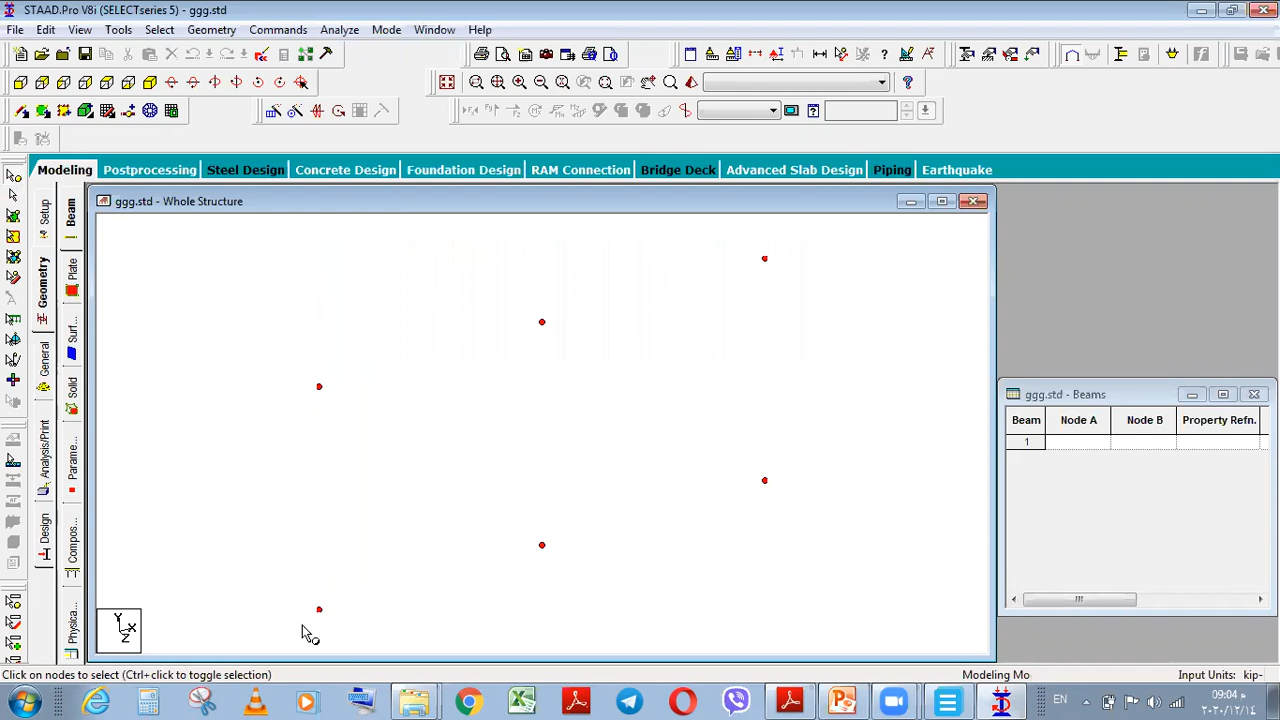 STAAD.Pro V8i (SELECTseries 5) - ggg.std
File Edit View Tools Select Geometry Commands Analyze Mode Window Help
Modeling Postprocessing Steel Design Concrete Design Foundation Design RAM Connection Bridge Deck Advanced Slab Design Piping Earthquake
ggg.std - Whole Structure
Setup
Geometry
General
Analysis/Print
Design
Beam
Plate
Surf...
Solid
Parame...
Compos...
Physica...
Y
X
Z
ggg.std - Beams
Beam Node A Node B Property Refn.
1
Click on nodes to select (Ctrl+click to toggle selection) Modeling Mo Input Units: kip-
EN
09:04 م
٢٠٢٠/١٢/١٤